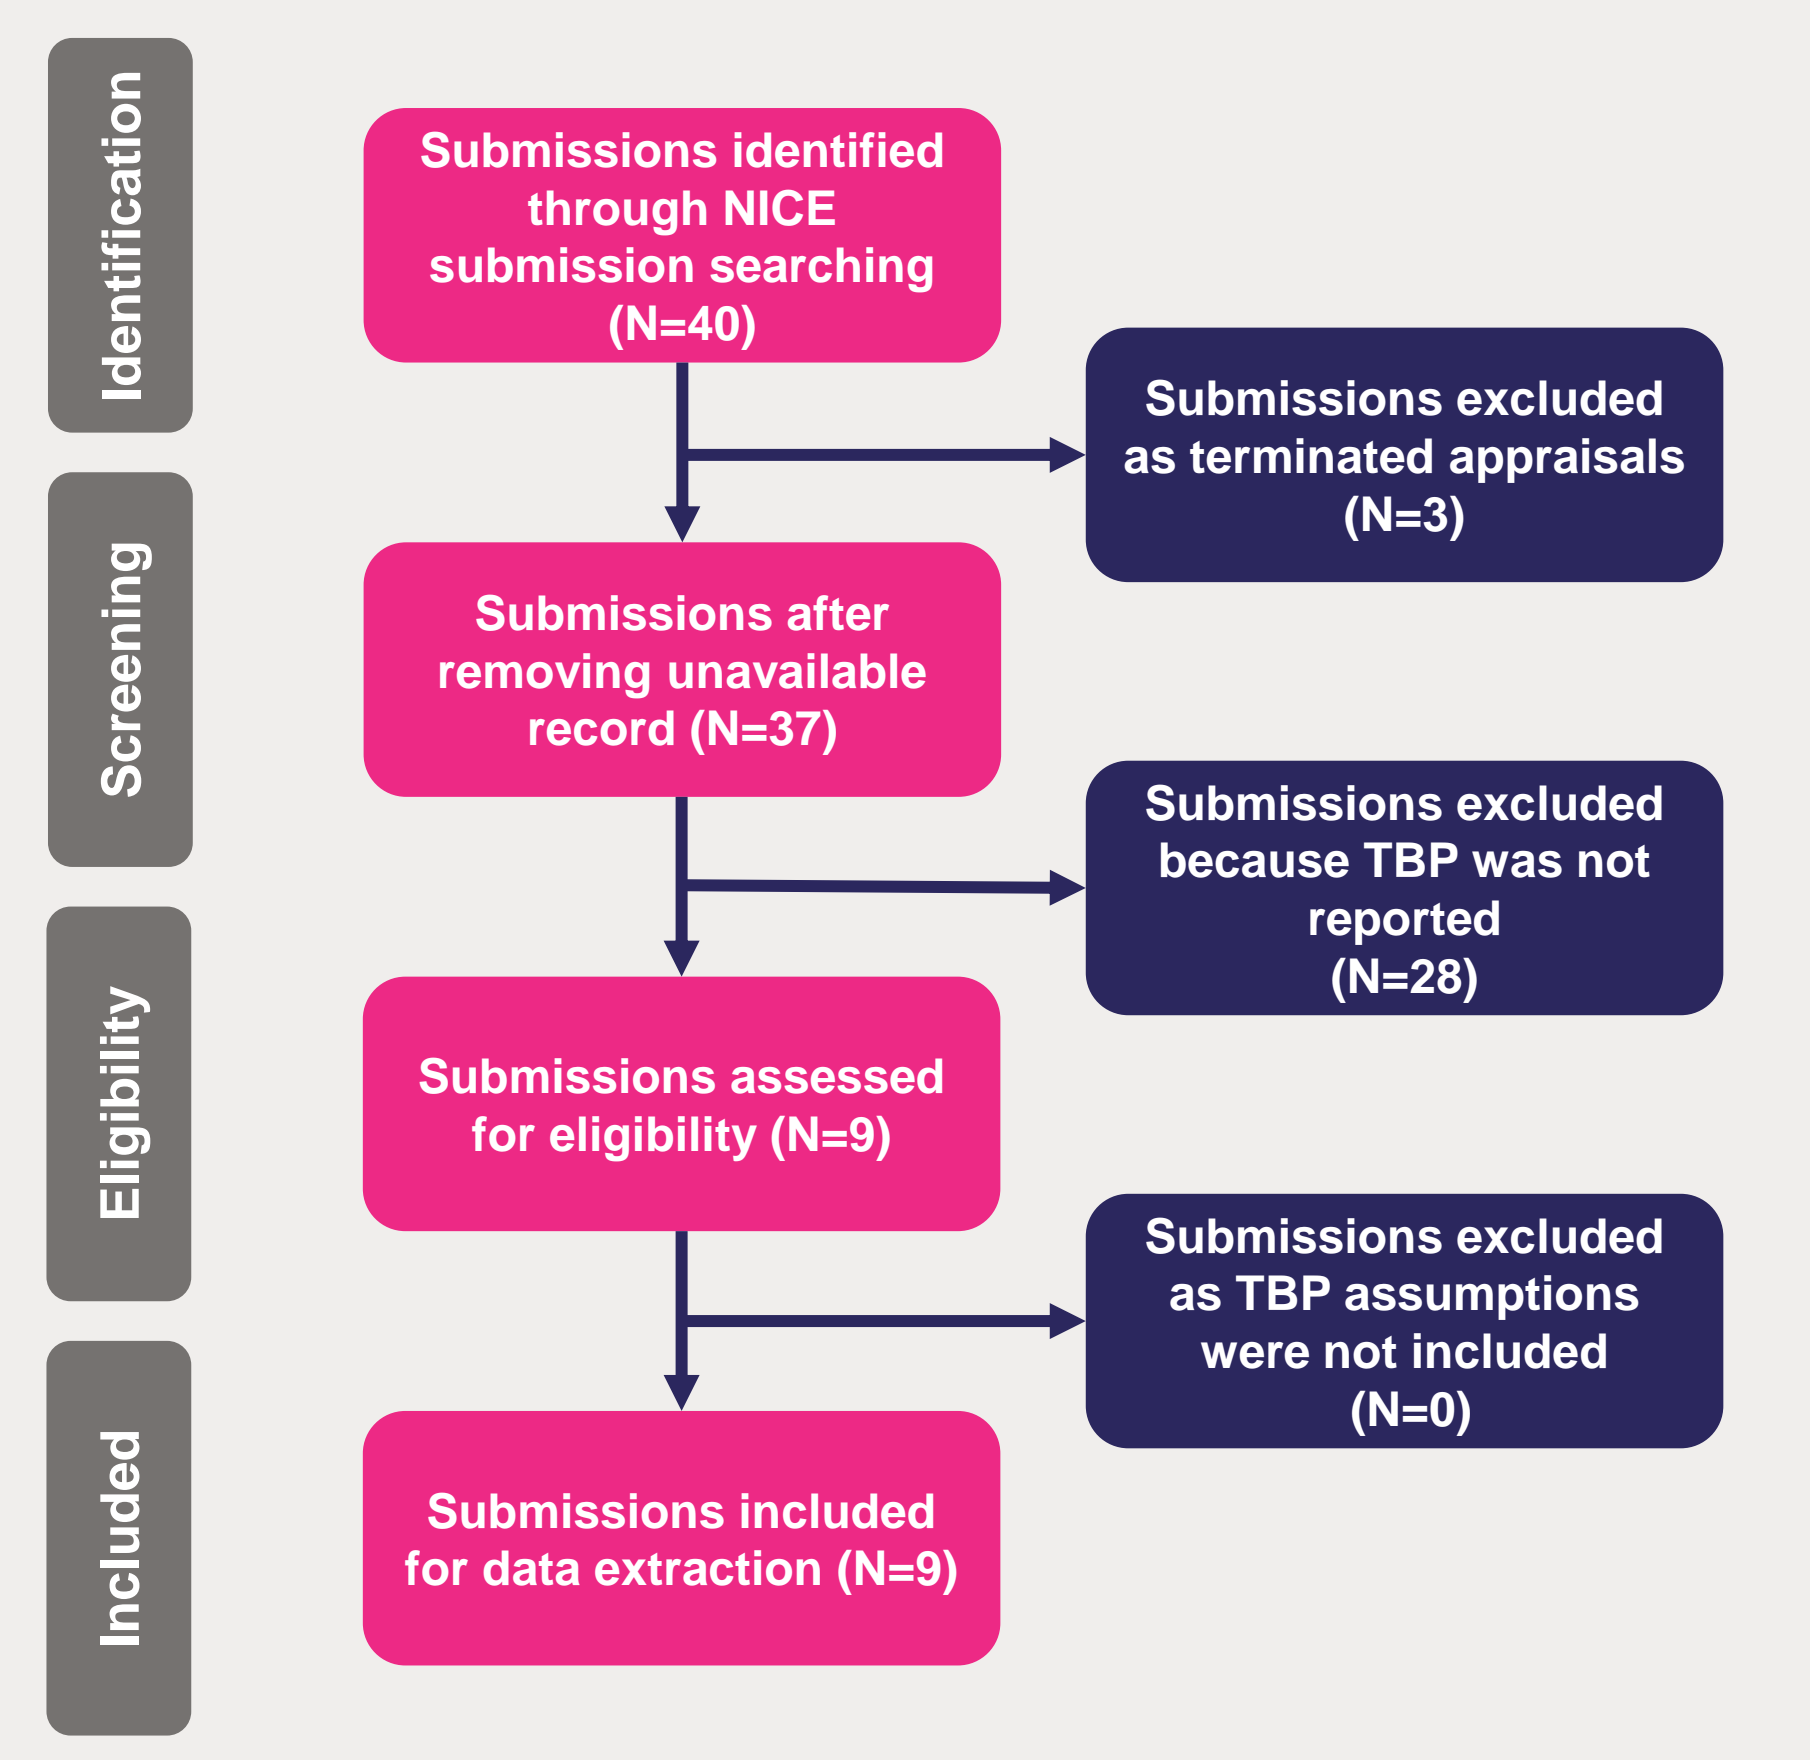 Identification
Submissions identified
through NICE
submission searching
(N=40)
Submissions excluded
as terminated appraisals
(N=3)
Screening
Submissions after
removing unavailable
record (N=37)
Submissions excluded
because TBP was not
reported
(N=28)
Eligibility
Submissions assessed
for eligibility (N=9)
Submissions excluded
as TBP assumptions
were not included
(N=0)
Included
Submissions included
for data extraction (N=9)